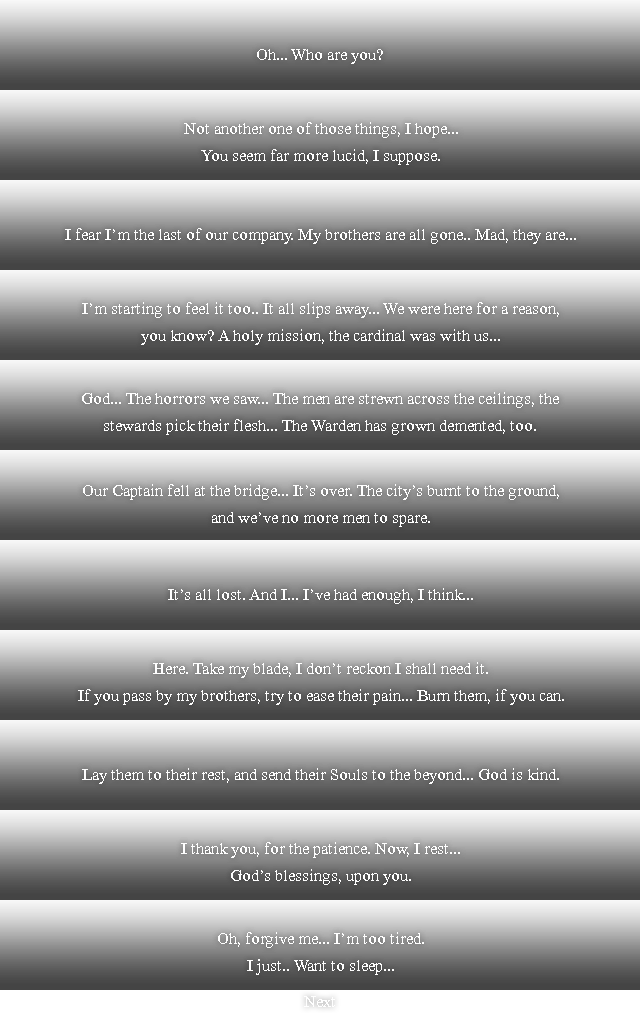 Oh... Who are you?
Not another one of those things, I hope...
You seem far more lucid, I suppose.
I fear I'm the last of our company. My brothers are all gone.. Mad, they are...
I'm starting to feel it too.. It all slips away... We were here for a reason,
you know? A holy mission, the cardinal was with us...
God... The horrors we saw... The men are strewn across the ceilings, the
stewards pick their flesh... The Warden has grown demented, too.
Our Captain fell at the bridge... It's over. The city's burnt to the ground,
and we've no more men to spare.
It's all lost. And I... I've had enough, I think...
Here. Take my blade, I don't reckon I shall need it.
If you pass by my brothers, try to ease their pain... Burn them, if you can.
Lay them to their rest, and send their Souls to the beyond... God is kind.
I thank you, for the patience. Now, I rest...
God's blessings, upon you.
Oh, forgive me... I'm too tired.
I just.. Want to sleep...
Next